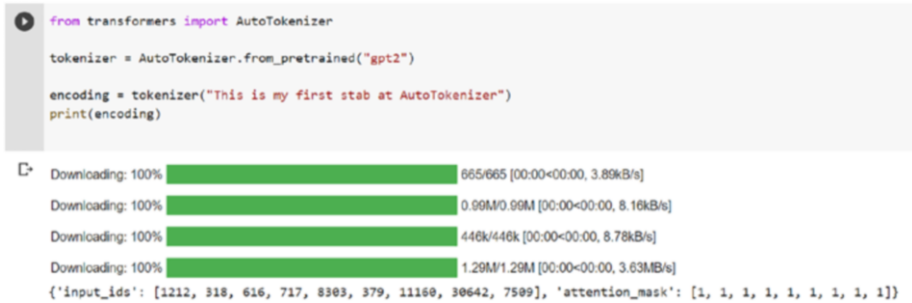 from transformers import AutoTokenizer
tokenizer = AutoTokenizer.from_pretrained("gpt2")
encoding = tokenizer("This is my first stab at AutoTokenizer")
print(encoding)
Downloading: 100% 665/665 [00:00<00:00, 3.89kB/s]
Downloading: 100% 0.99M/0.99M [00:00<00:00, 8.16kB/s]
Downloading: 100% 446k/446k [00:00<00:00, 8.78kB/s]
Downloading: 100% 1.29M/1.29M [00:00<00:00, 3.63MB/s]
{'input_ids': [1212, 318, 616, 717, 8303, 379, 11160, 30642, 7509], 'attention_mask': [1, 1, 1, 1, 1, 1, 1, 1, 1]}